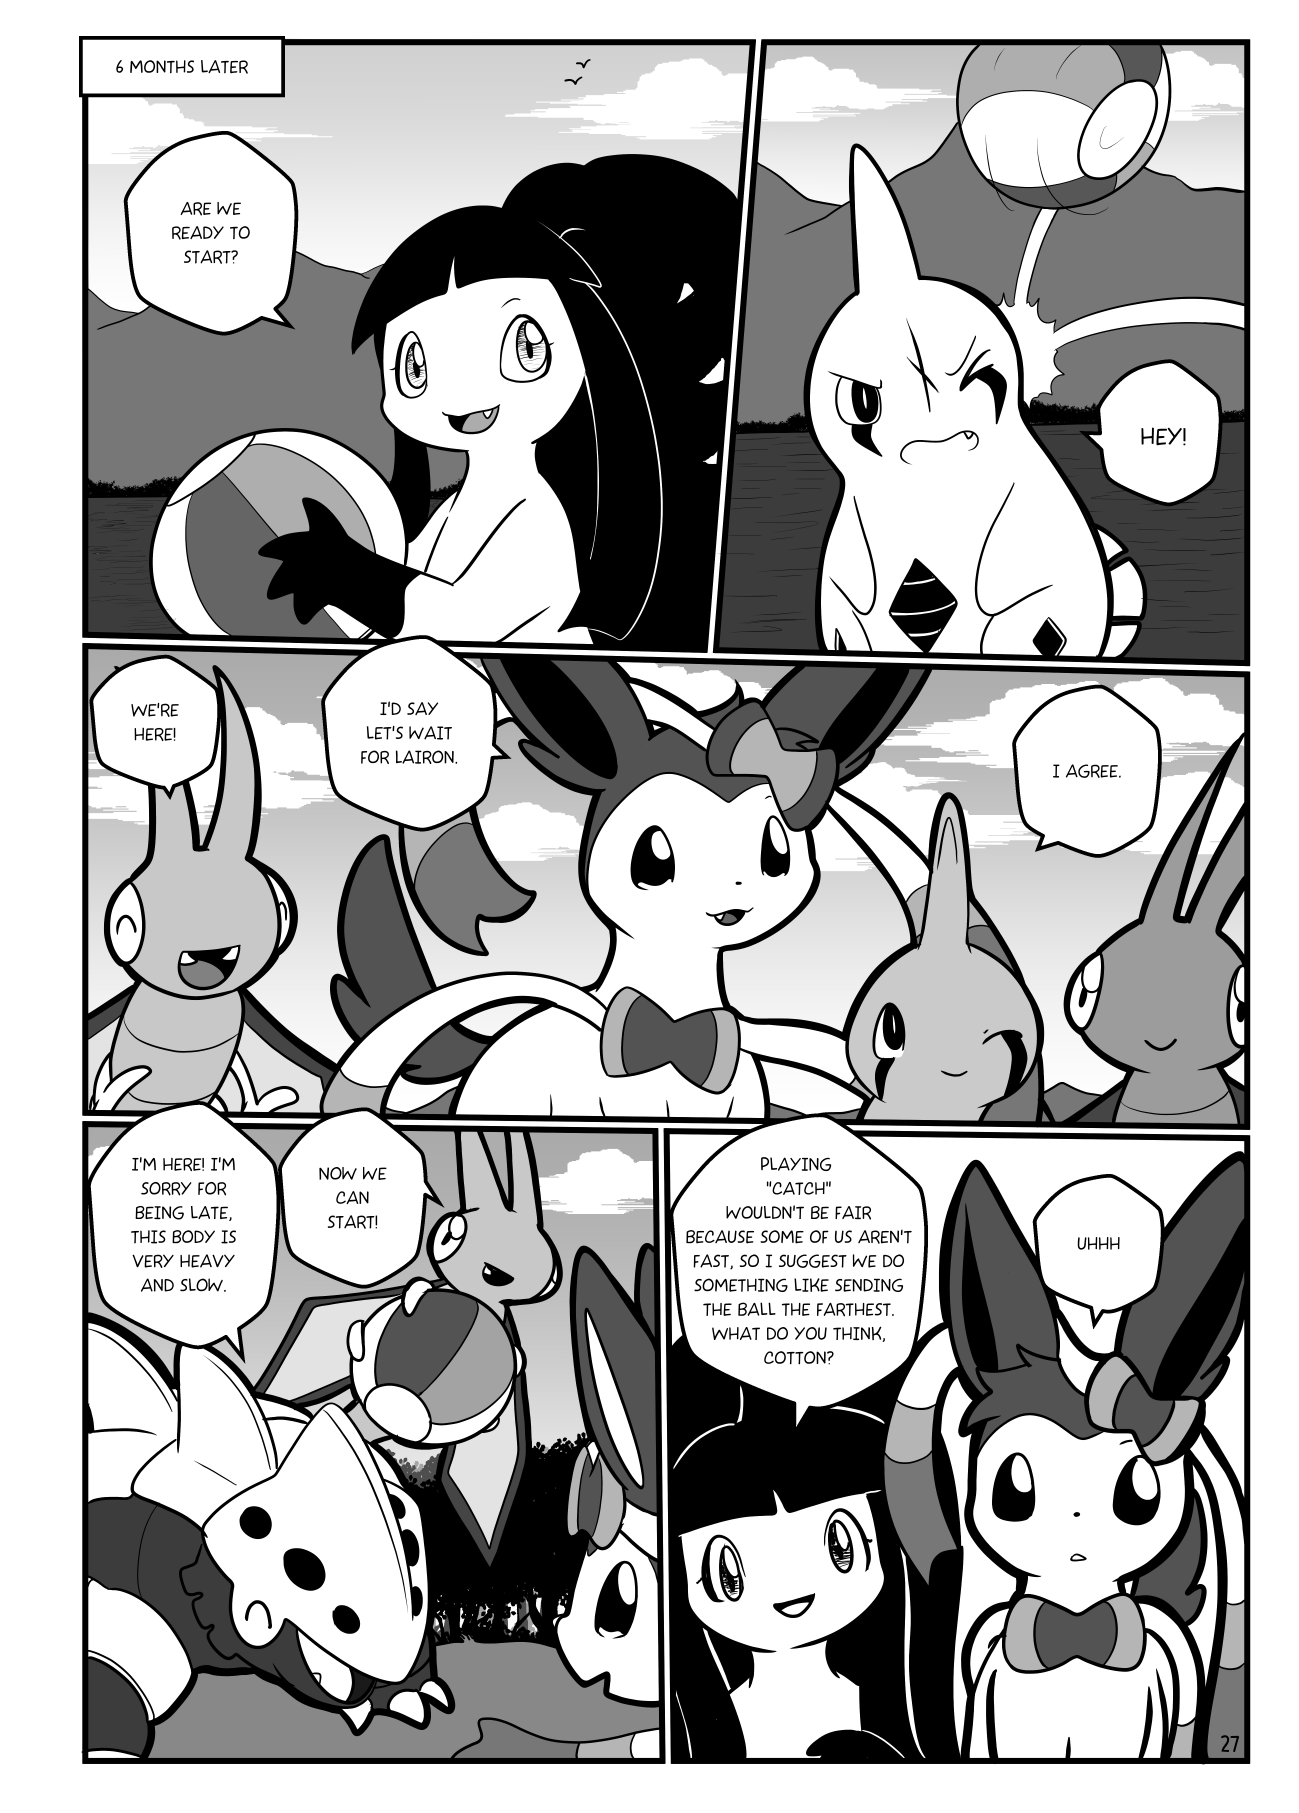 6 MONTHS LATER
ARE WE
READY TO
START?
HEY!
WE'RE
HERE!
I'D SAY
LET'S WAIT
FOR LAIRON.
I AGREE.
I'M HERE! I'M
SORRY FOR
BEING LATE,
THIS BODY IS
VERY HEAVY
AND SLOW.
NOW WE
CAN
START!
PLAYING
"CATCH"
WOULDN'T BE FAIR
BECAUSE SOME OF US AREN'T
FAST, SO I SUGGEST WE DO
SOMETHING LIKE SENDING
THE BALL THE FARTHEST.
WHAT DO YOU THINK,
COTTON?
UHHH
27